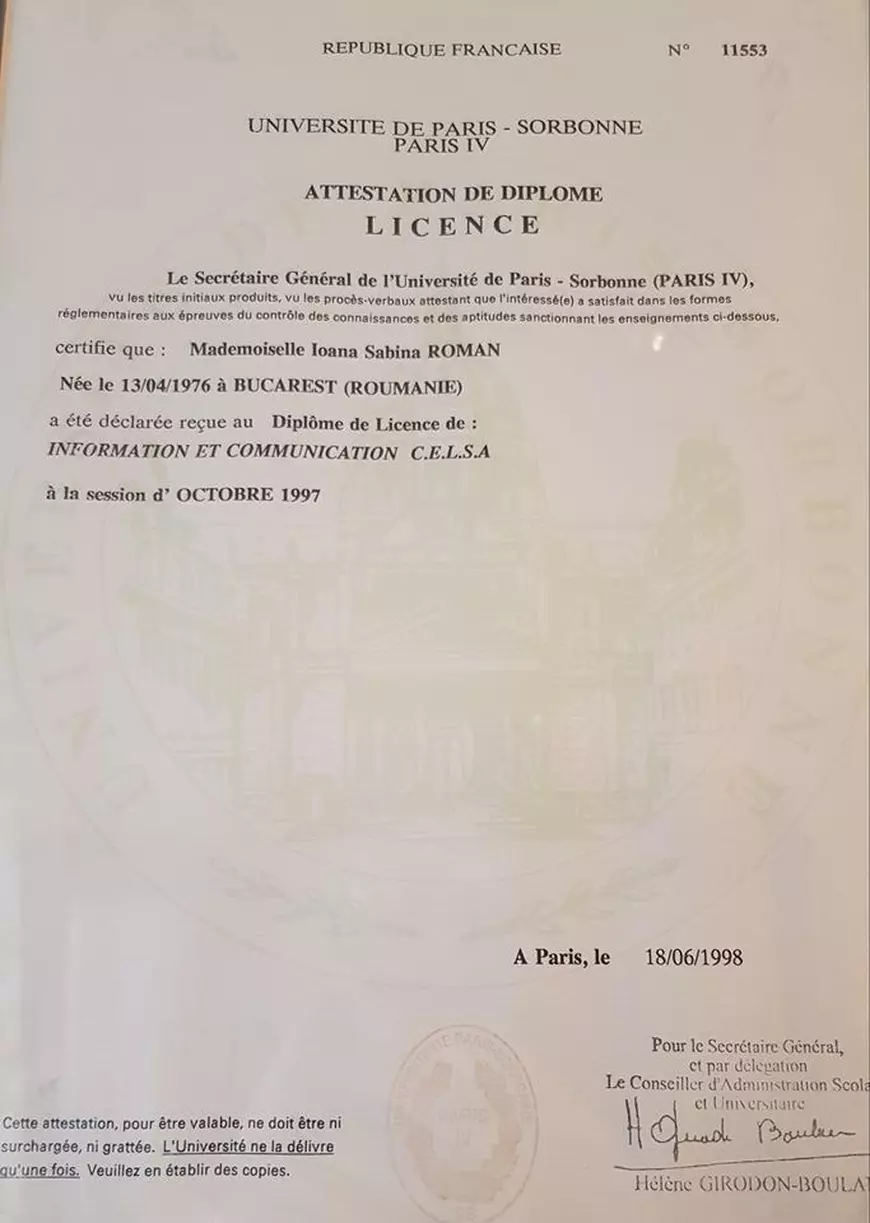 REPUBLIQUE FRANCAISE N° 11553
UNIVERSITE DE PARIS - SORBONNE
PARIS IV
ATTESTATION DE DIPLOME
LICENCE
Le Secrétaire Général de l'Université de Paris - Sorbonne (PARIS IV),
vu les titres initiaux produits, vu les procès-verbaux attestant que l'intéressé(e) a satisfait dans les formes
réglementaires aux épreuves du contrôle des connaissances et des aptitudes sanctionnant les enseignements ci-dessous,
certifie que : Mademoiselle Ioana Sabina ROMAN
Née le 13/04/1976 à BUCAREST (ROUMANIE)
a été déclarée reçue au Diplôme de Licence de :
INFORMATION ET COMMUNICATION C.E.L.S.A
à la session d' OCTOBRE 1997
A Paris, le 18/06/1998
Pour le Secrétaire Général,
et par délégation
Le Conseiller d'Administration Scola
et Universitaire
Hélène GIRODON-BOULA
Cette attestation, pour être valable, ne doit être ni
surchargée, ni grattée. L'Université ne la délivre
qu'une fois. Veuillez en établir des copies.